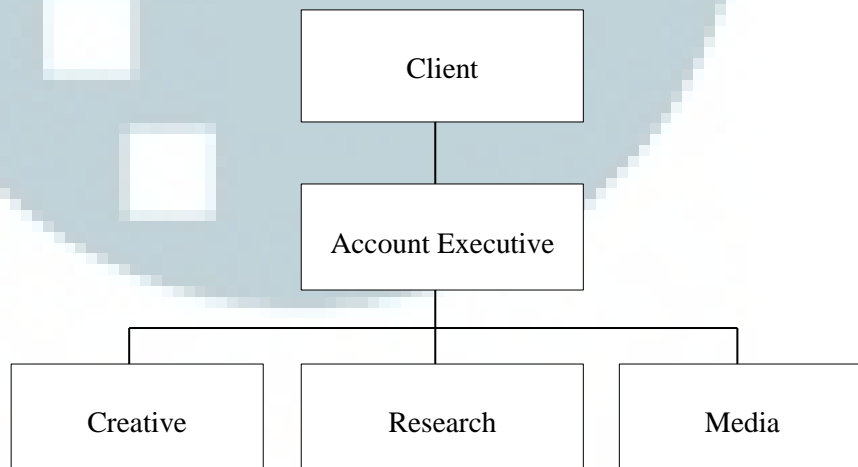 Client
Account Executive
Creative
Research
Media